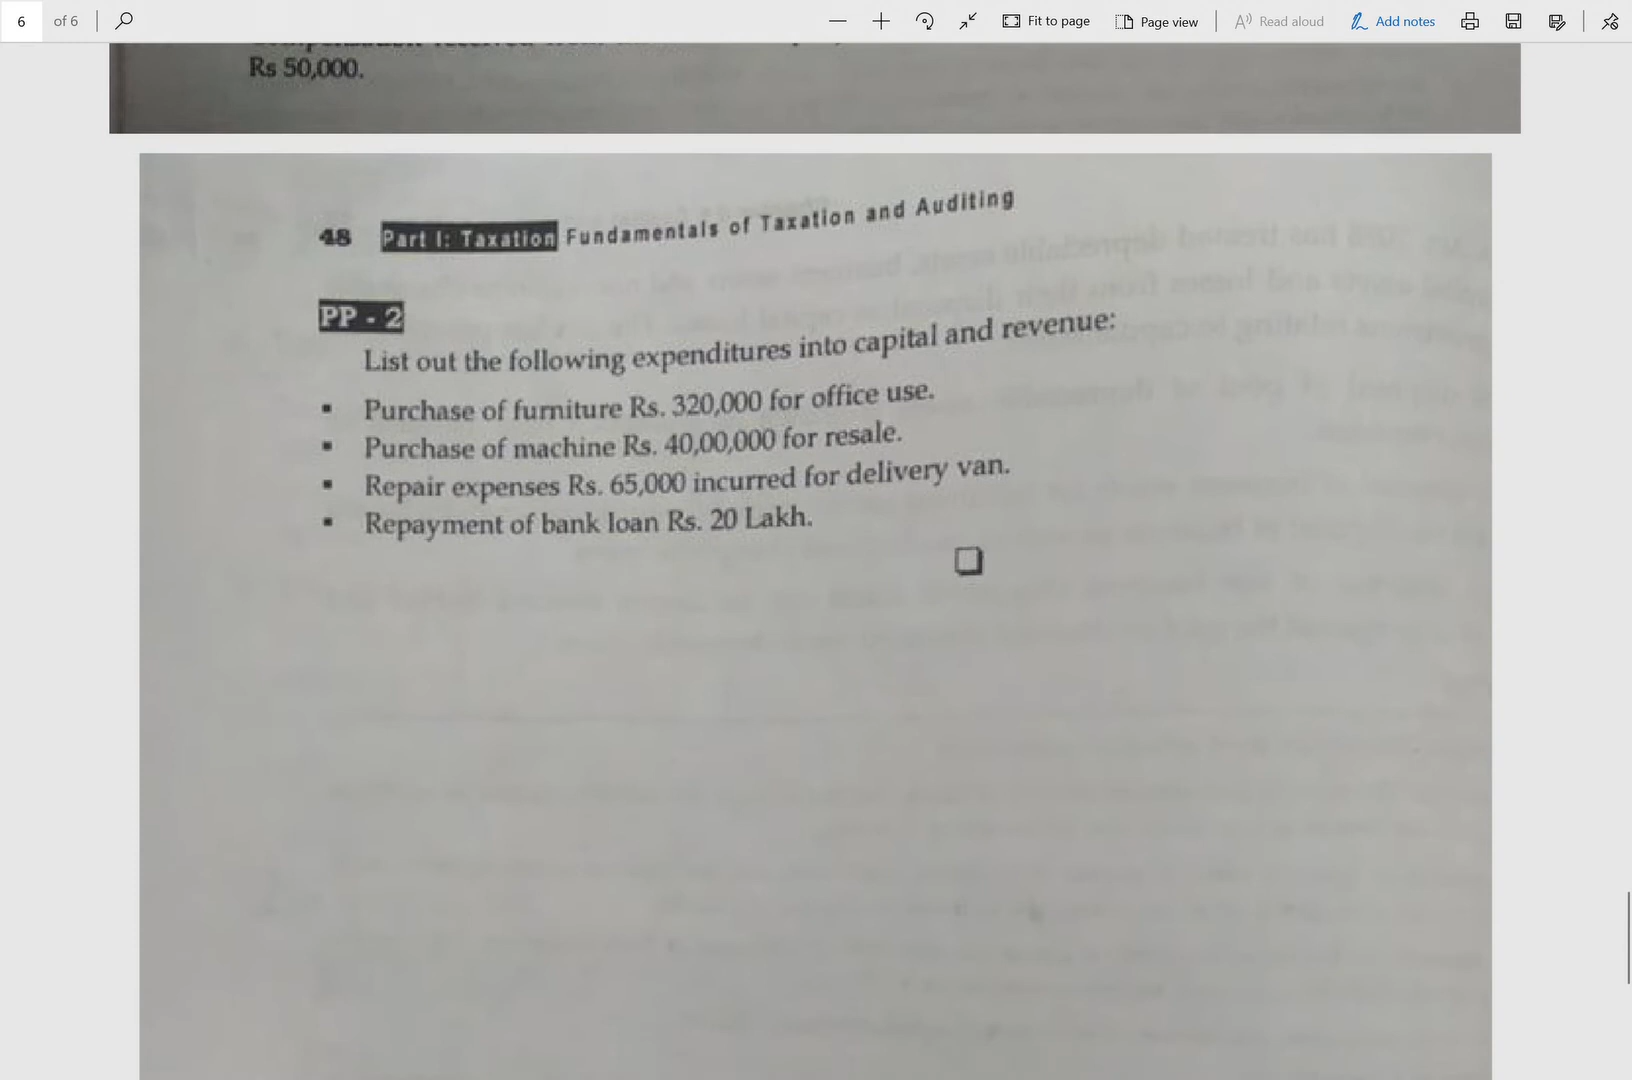 6 of 6 Fit to page Page view Read aloud Add notes
Rs 50,000.
48 Part I: Taxation Fundamentals of Taxation and Auditing
PP - 2
List out the following expenditures into capital and revenue:
▪ Purchase of furniture Rs. 320,000 for office use.
▪ Purchase of machine Rs. 40,00,000 for resale.
▪ Repair expenses Rs. 65,000 incurred for delivery van.
▪ Repayment of bank loan Rs. 20 Lakh.